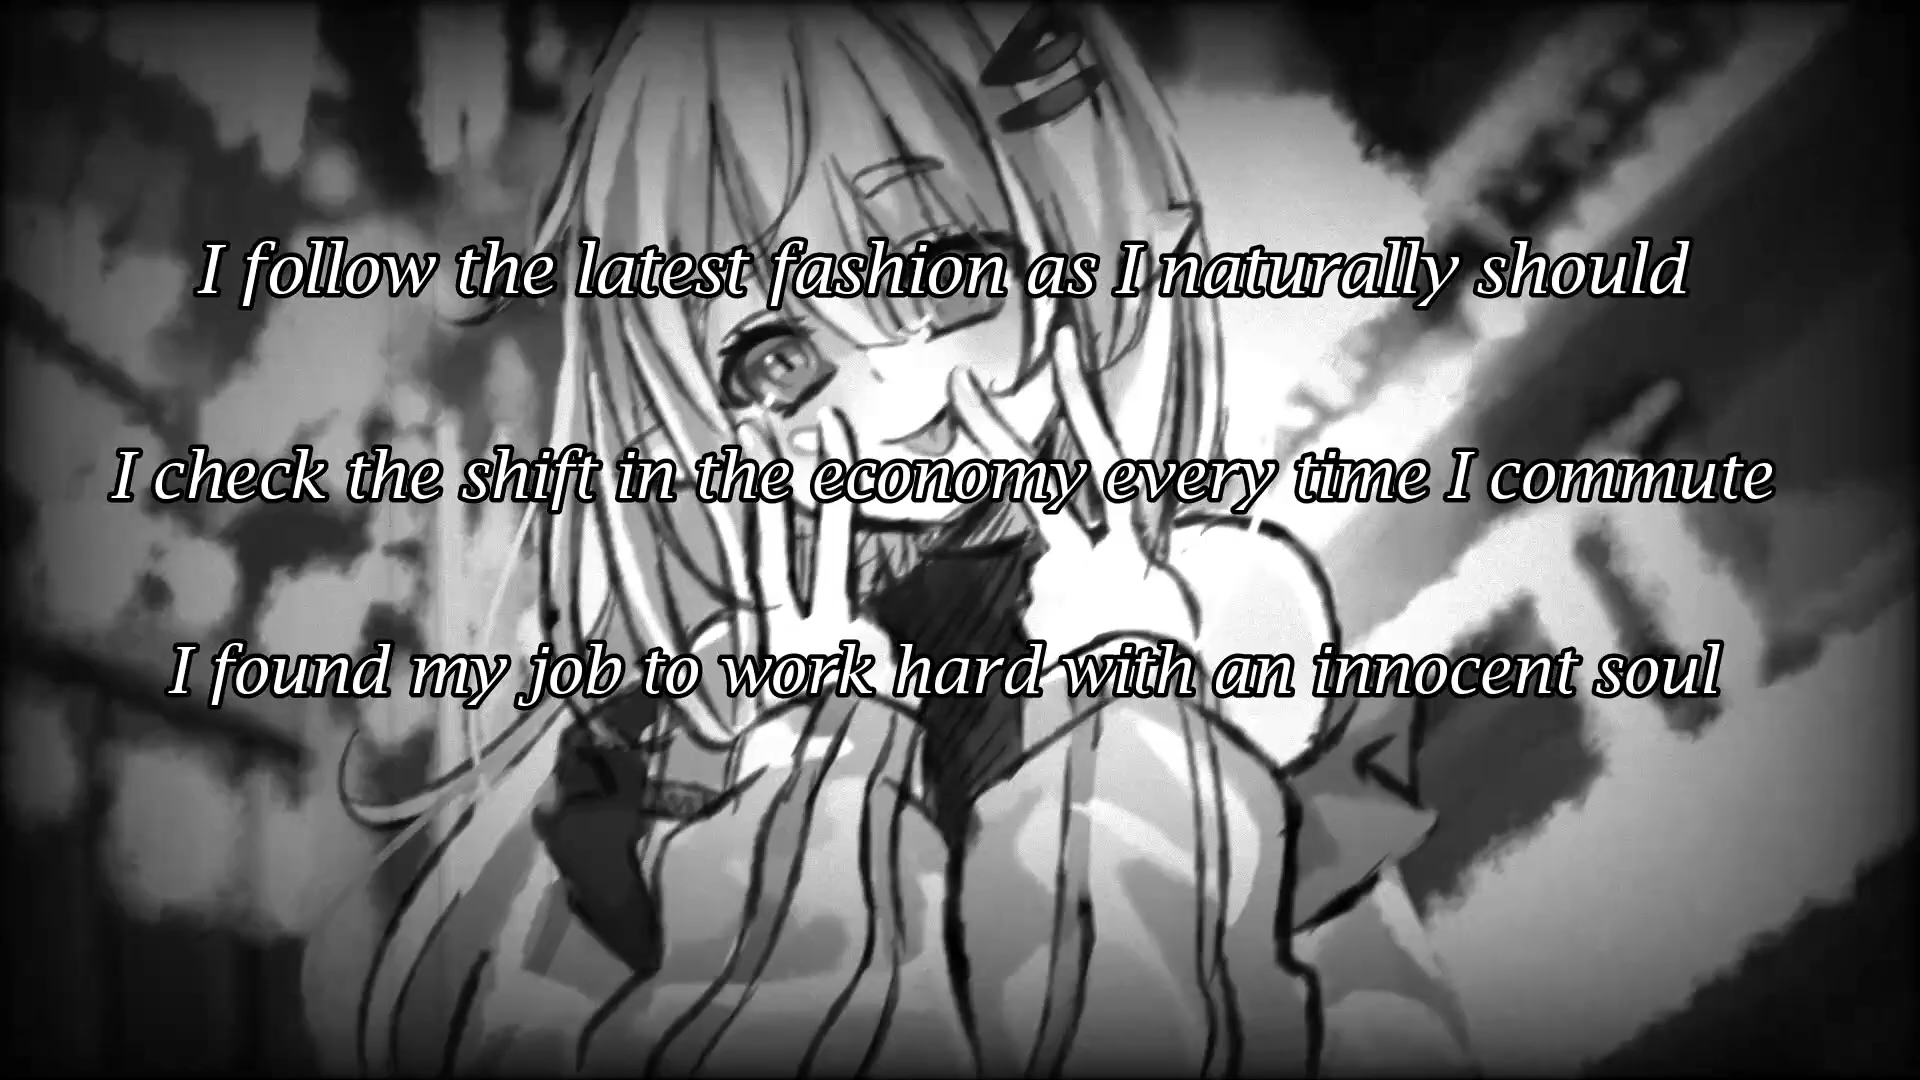 I follow the latest fashion as I naturally should
I check the shift in the economy every time I commute
I found my job to work hard with an innocent soul